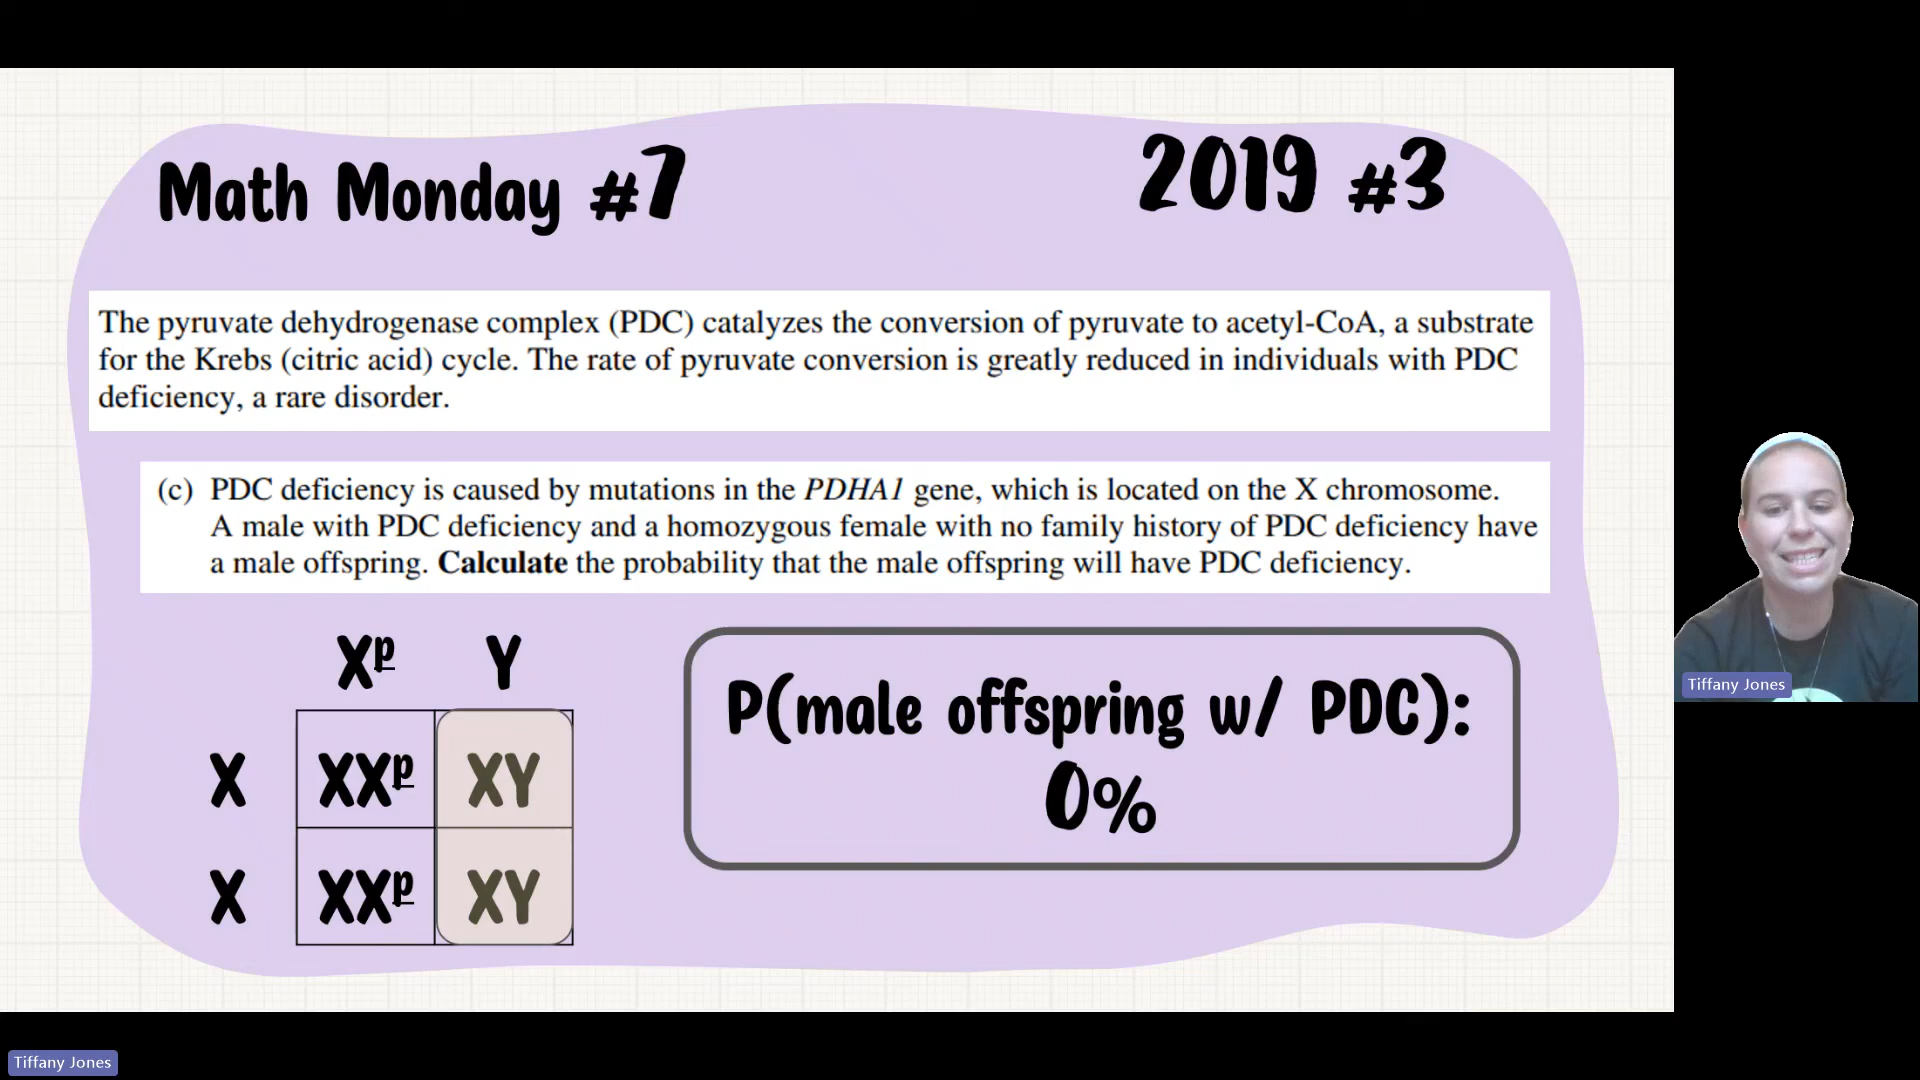 Math Monday #7
2019 #3
The pyruvate dehydrogenase complex (PDC) catalyzes the conversion of pyruvate to acetyl-CoA, a substrate
for the Krebs (citric acid) cycle. The rate of pyruvate conversion is greatly reduced in individuals with PDC
deficiency, a rare disorder.
(c) PDC deficiency is caused by mutations in the PDHA1 gene, which is located on the X chromosome.
A male with PDC deficiency and a homozygous female with no family history of PDC deficiency have
a male offspring. Calculate the probability that the male offspring will have PDC deficiency.
Xᵖ Y
X XXᵖ XY
X XXᵖ XY
P(male offspring w/ PDC):
0%
Tiffany Jones
Tiffany Jones